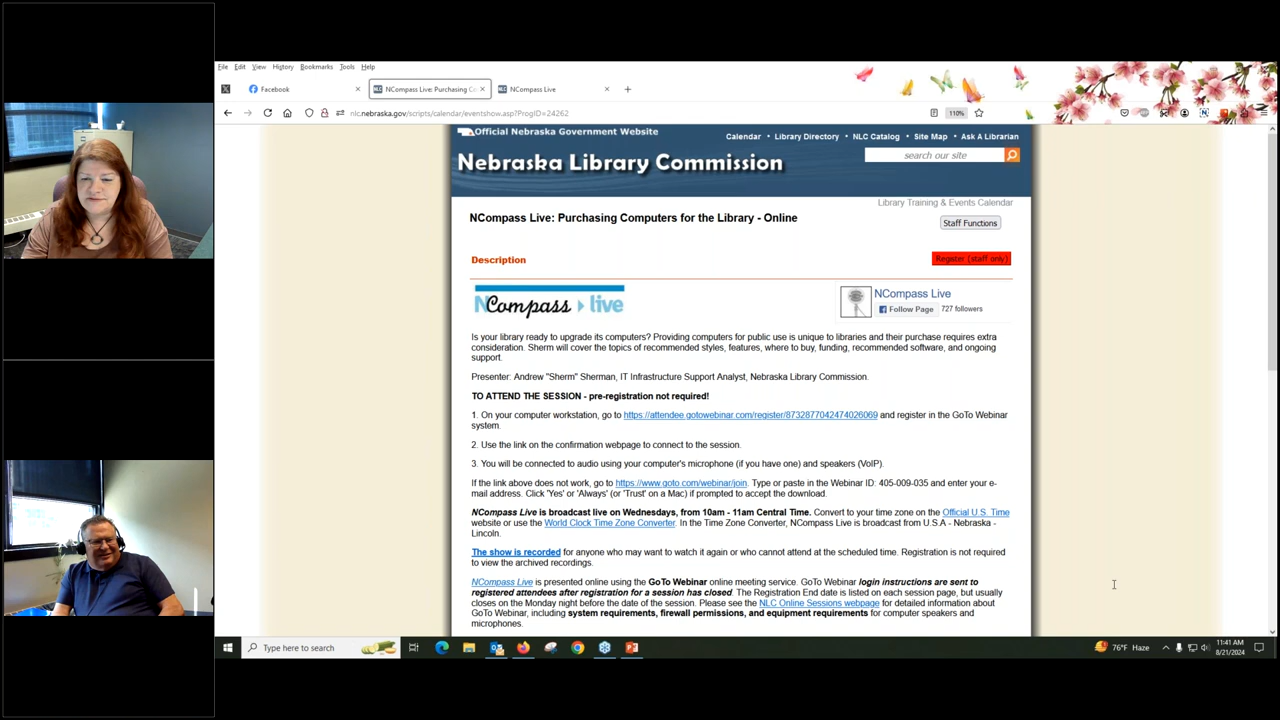 File Edit View History Bookmarks Tools Help
Facebook × NCompass Live: Purchasing Co × NCompass Live × +
nlc.nebraska.gov/scripts/calendar/eventshow.asp?ProgID=24262 110%
Official Nebraska Government Website
Calendar • Library Directory • NLC Catalog • Site Map • Ask A Librarian
Nebraska Library Commission
search our site
Library Training & Events Calendar
NCompass Live: Purchasing Computers for the Library - Online
Staff Functions
Description
Register (staff only)
NCompass live
NCompass Live
Follow Page 727 followers
Is your library ready to upgrade its computers? Providing computers for public use is unique to libraries and their purchase requires extra
consideration. Sherm will cover the topics of recommended styles, features, where to buy, funding, recommended software, and ongoing
support.
Presenter: Andrew "Sherm" Sherman, IT Infrastructure Support Analyst, Nebraska Library Commission.
TO ATTEND THE SESSION - pre-registration not required!
1. On your computer workstation, go to https://attendee.gotowebinar.com/register/8732877042474026069 and register in the GoTo Webinar
system.
2. Use the link on the confirmation webpage to connect to the session.
3. You will be connected to audio using your computer's microphone (if you have one) and speakers (VoIP).
If the link above does not work, go to https://www.goto.com/webinar/join. Type or paste in the Webinar ID: 405-009-035 and enter your e-
mail address. Click 'Yes' or 'Always' (or 'Trust' on a Mac) if prompted to accept the download.
NCompass Live is broadcast live on Wednesdays, from 10am - 11am Central Time. Convert to your time zone on the Official U.S. Time
website or use the World Clock Time Zone Converter. In the Time Zone Converter, NCompass Live is broadcast from U.S.A - Nebraska -
Lincoln.
The show is recorded for anyone who may want to watch it again or who cannot attend at the scheduled time. Registration is not required
to view the archived recordings.
NCompass Live is presented online using the GoTo Webinar online meeting service. GoTo Webinar login instructions are sent to
registered attendees after registration for a session has closed. The Registration End date is listed on each session page, but usually
closes on the Monday night before the date of the session. Please see the NLC Online Sessions webpage for detailed information about
GoTo Webinar, including system requirements, firewall permissions, and equipment requirements for computer speakers and
microphones.
Type here to search
76°F Haze
11:41 AM
8/21/2024